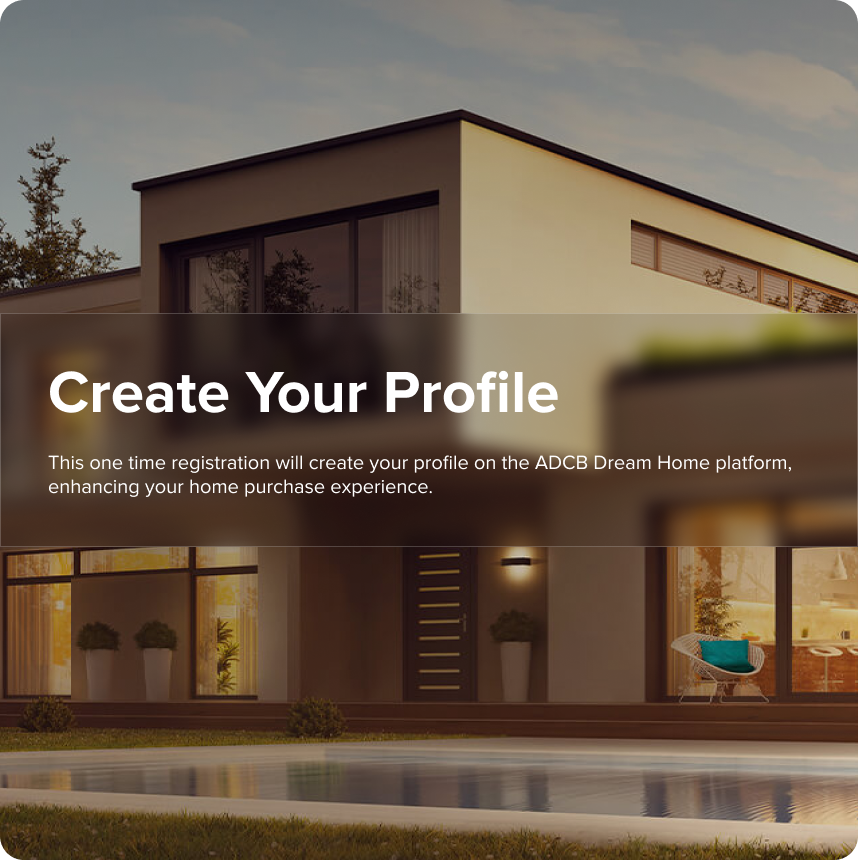 Create Your Profile
This one time registration will create your profile on the ADCB Dream Home platform,
enhancing your home purchase experience.